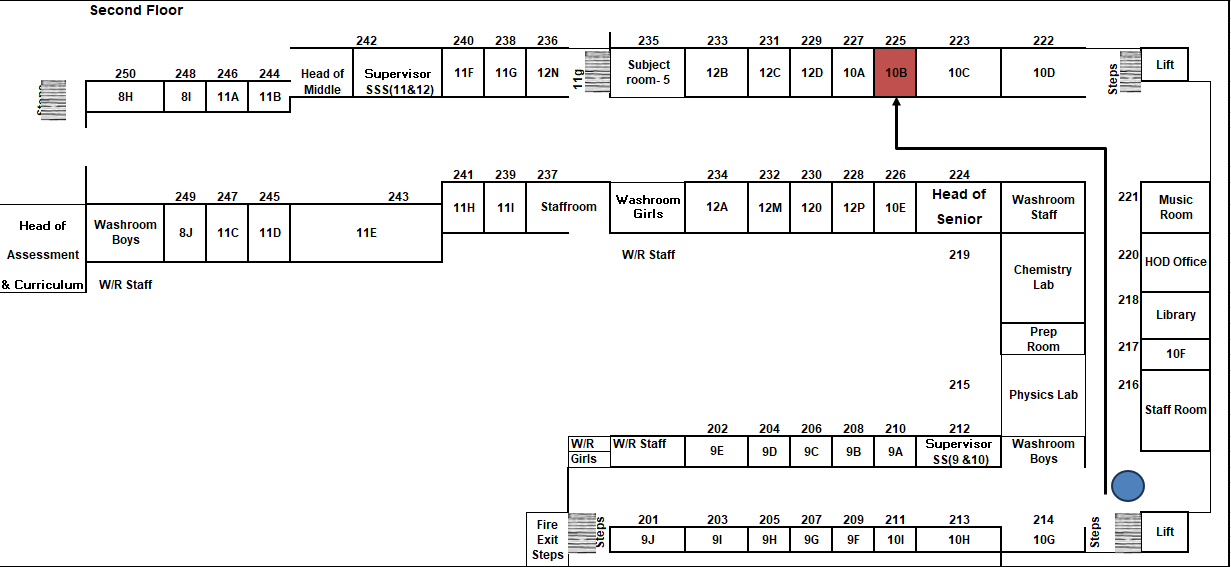 Second Floor
242 240 238 236 235 233 231 229 227 225 223 222
250 248 246 244
8H 8I 11A 11B
Head of
Middle
Supervisor
SSS(11&12)
11F 11G 12N
11g
Subject
room- 5
12B 12C 12D 10A 10B 10C 10D
Steps
Lift
Steps
241 239 237 234 232 230 228 226 224
249 247 245 243
221
Head of
Assessment
& Curriculum
Washroom
Boys
8J 11C 11D 11E
11H 11I Staffroom
Washroom
Girls
12A 12M 120 12P 10E
Head of
Senior
Washroom
Staff
Music
Room
W/R Staff
W/R Staff
219
Chemistry
Lab
220
HOD Office
218
Library
Prep
Room
217
10F
215
Physics Lab
216
Staff Room
202 204 206 208 210 212
W/R
Girls
W/R Staff
9E 9D 9C 9B 9A
Supervisor
SS(9 &10)
Washroom
Boys
201 203 205 207 209 211 213 214
Fire
Exit
Steps
Steps
9J 9I 9H 9G 9F 10I 10H 10G
Steps
Lift